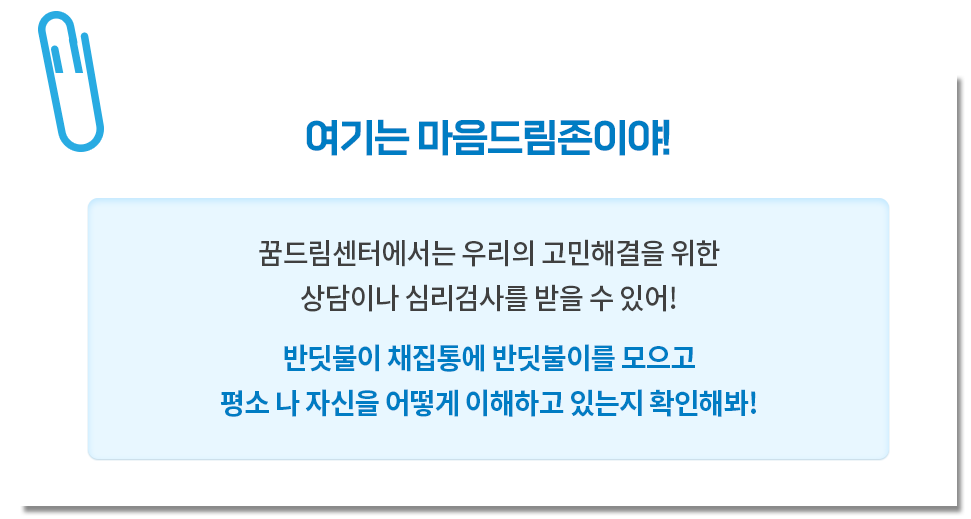 여기는 마음드림존이야!
꿈드림센터에서는 우리의 고민해결을 위한
상담이나 심리검사를 받을 수 있어!
반딧불이 채집통에 반딧불이를 모으고
평소 나 자신을 어떻게 이해하고 있는지 확인해봐!